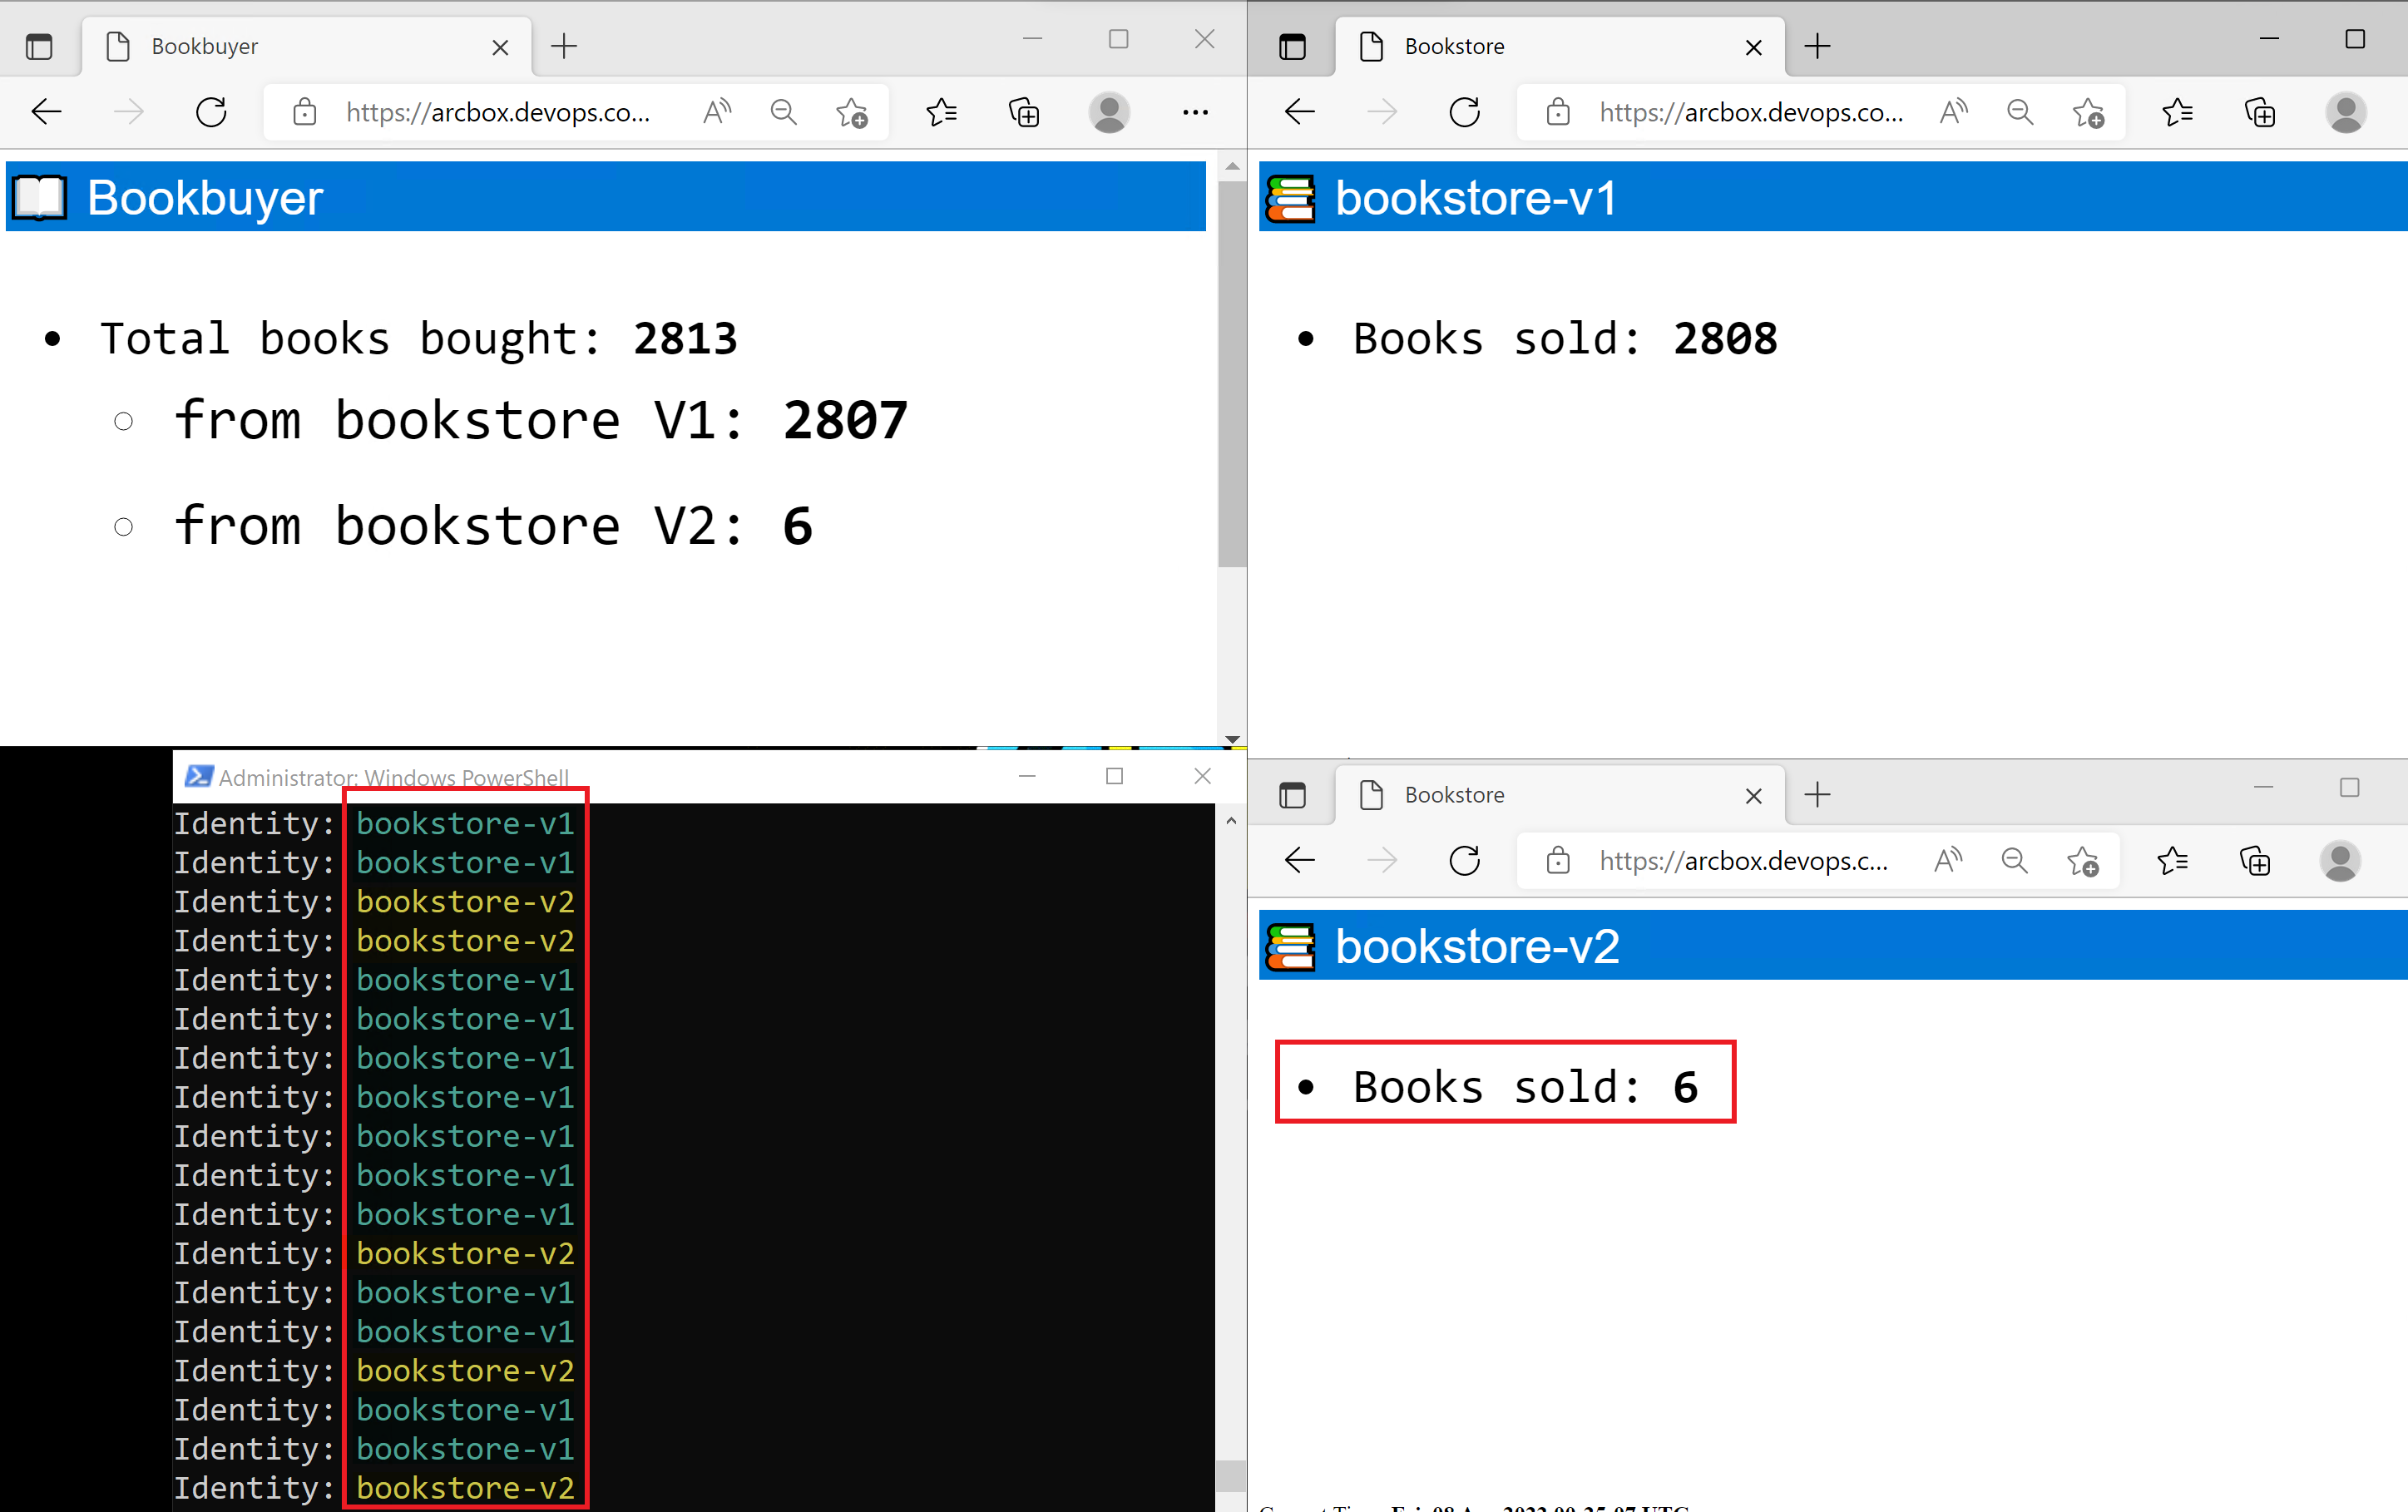 Bookbuyer
https://arcbox.devops.co...
Bookbuyer
Total books bought: 2813
from bookstore V1: 2807
from bookstore V2: 6
Bookstore
https://arcbox.devops.co...
bookstore-v1
Books sold: 2808
Administrator: Windows PowerShell
Identity: bookstore-v1
Identity: bookstore-v1
Identity: bookstore-v2
Identity: bookstore-v2
Identity: bookstore-v1
Identity: bookstore-v1
Identity: bookstore-v1
Identity: bookstore-v1
Identity: bookstore-v1
Identity: bookstore-v1
Identity: bookstore-v1
Identity: bookstore-v2
Identity: bookstore-v1
Identity: bookstore-v1
Identity: bookstore-v2
Identity: bookstore-v1
Identity: bookstore-v1
Identity: bookstore-v2
Bookstore
https://arcbox.devops.c...
bookstore-v2
Books sold: 6